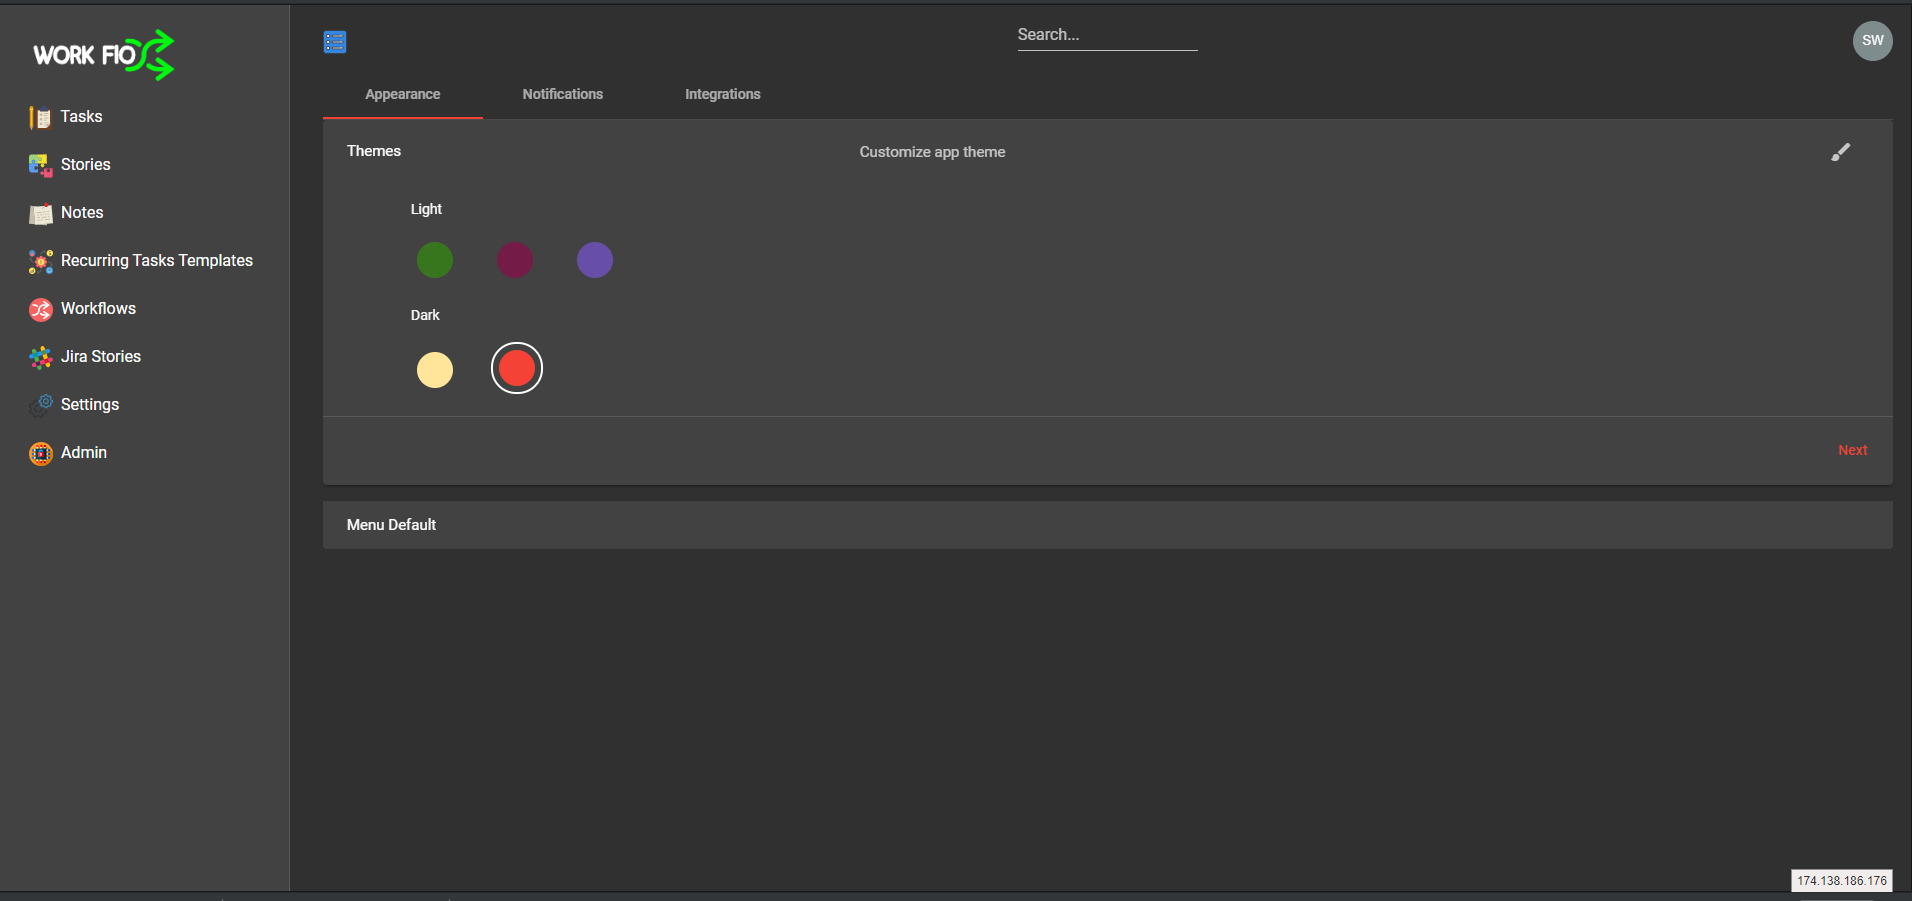 WORK FlO
Search...
SW
Tasks
Stories
Notes
Recurring Tasks Templates
Workflows
Jira Stories
Settings
Admin
Appearance
Notifications
Integrations
Themes
Customize app theme
Light
Dark
Next
Menu Default
174.138.186.176